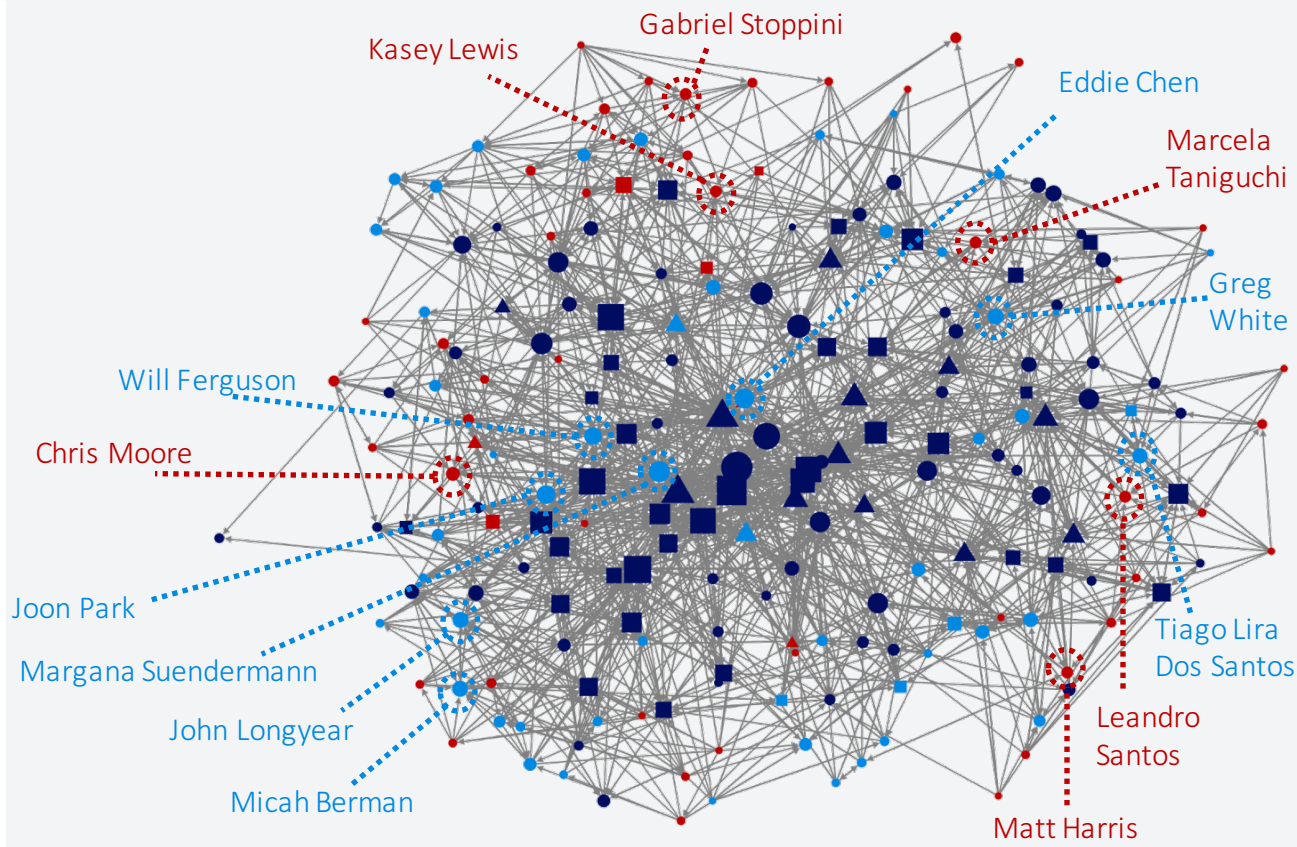 Gabriel Stoppini
Kasey Lewis
Eddie Chen
Marcela
Taniguchi
Greg
White
Will Ferguson
Chris Moore
Joon Park
Margana Suendermann
Tiago Lira
Dos Santos
John Longyear
Leandro
Santos
Micah Berman
Matt Harris